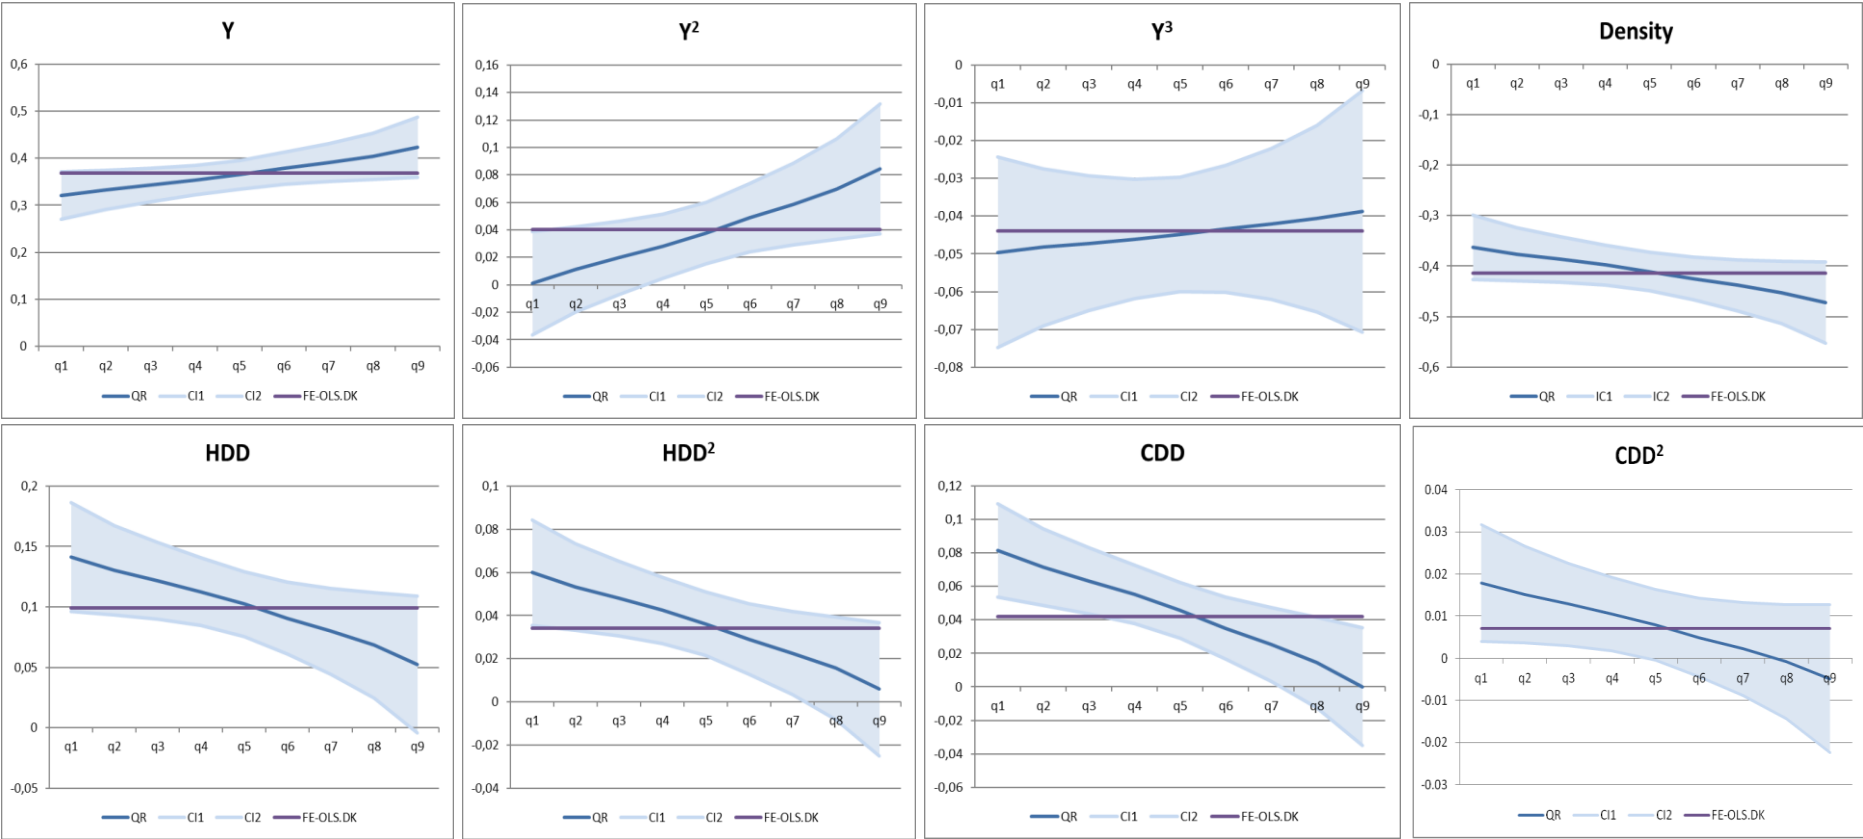 Y
0,6
0,5
0,4
0,3
0,2
0,1
0
q1 q2 q3 q4 q5 q6 q7 q8 q9
QR CI1 CI2 FE-OLS.DK
Y²
0,16
0,14
0,12
0,10
0,08
0,06
0,04
0,02
0
-0,02
-0,04
-0,06
q1 q2 q3 q4 q5 q6 q7 q8 q9
QR CI1 CI2 FE-OLS.DK
Y³
0
-0,01
-0,02
-0,03
-0,04
-0,05
-0,06
-0,07
-0,08
q1 q2 q3 q4 q5 q6 q7 q8 q9
QR CI1 CI2 FE-OLS.DK
Density
0
-0,1
-0,2
-0,3
-0,4
-0,5
-0,6
q1 q2 q3 q4 q5 q6 q7 q8 q9
QR IC1 IC2 FE-OLS.DK
HDD
0,2
0,15
0,1
0,05
0
-0,05
q1 q2 q3 q4 q5 q6 q7 q8 q9
QR CI1 CI2 FE-OLS.DK
HDD²
0,1
0,08
0,06
0,04
0,02
0
-0,02
-0,04
q1 q2 q3 q4 q5 q6 q7 q8 q9
QR CI1 CI2 FE-OLS.DK
CDD
0,12
0,1
0,08
0,06
0,04
0,02
0
-0,02
-0,04
-0,06
q1 q2 q3 q4 q5 q6 q7 q8 q9
QR CI1 CI2 FE-OLS.DK
CDD²
0.04
0.03
0.02
0.01
0
-0.01
-0.02
-0.03
q1 q2 q3 q4 q5 q6 q7 q8 q9
QR CI1 CI2 FE-OLS.DK